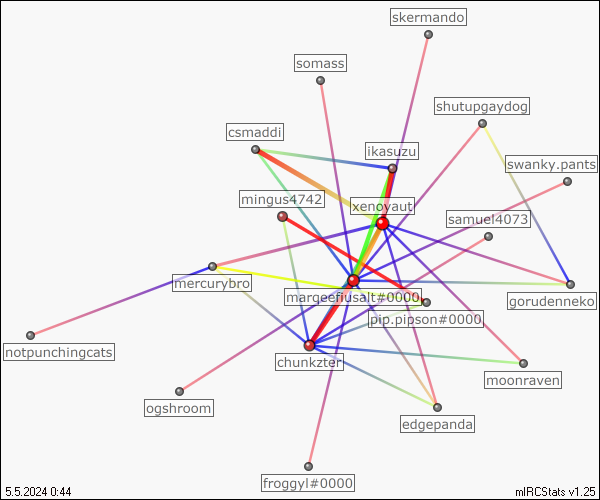 skermando
somass
shutupgaydog
csmaddi
ikasuzu
swanky.pants
mingus4742
xenoyaut
samuel4073
mercurybro
margeeriusalt#0000
gorudenneko
pip.pipson#0000
notpunchingcats
chunkzter
moonraven
ogshroom
edgepanda
froggyl#0000
5.5.2024 0:44
mIRCStats v1.25